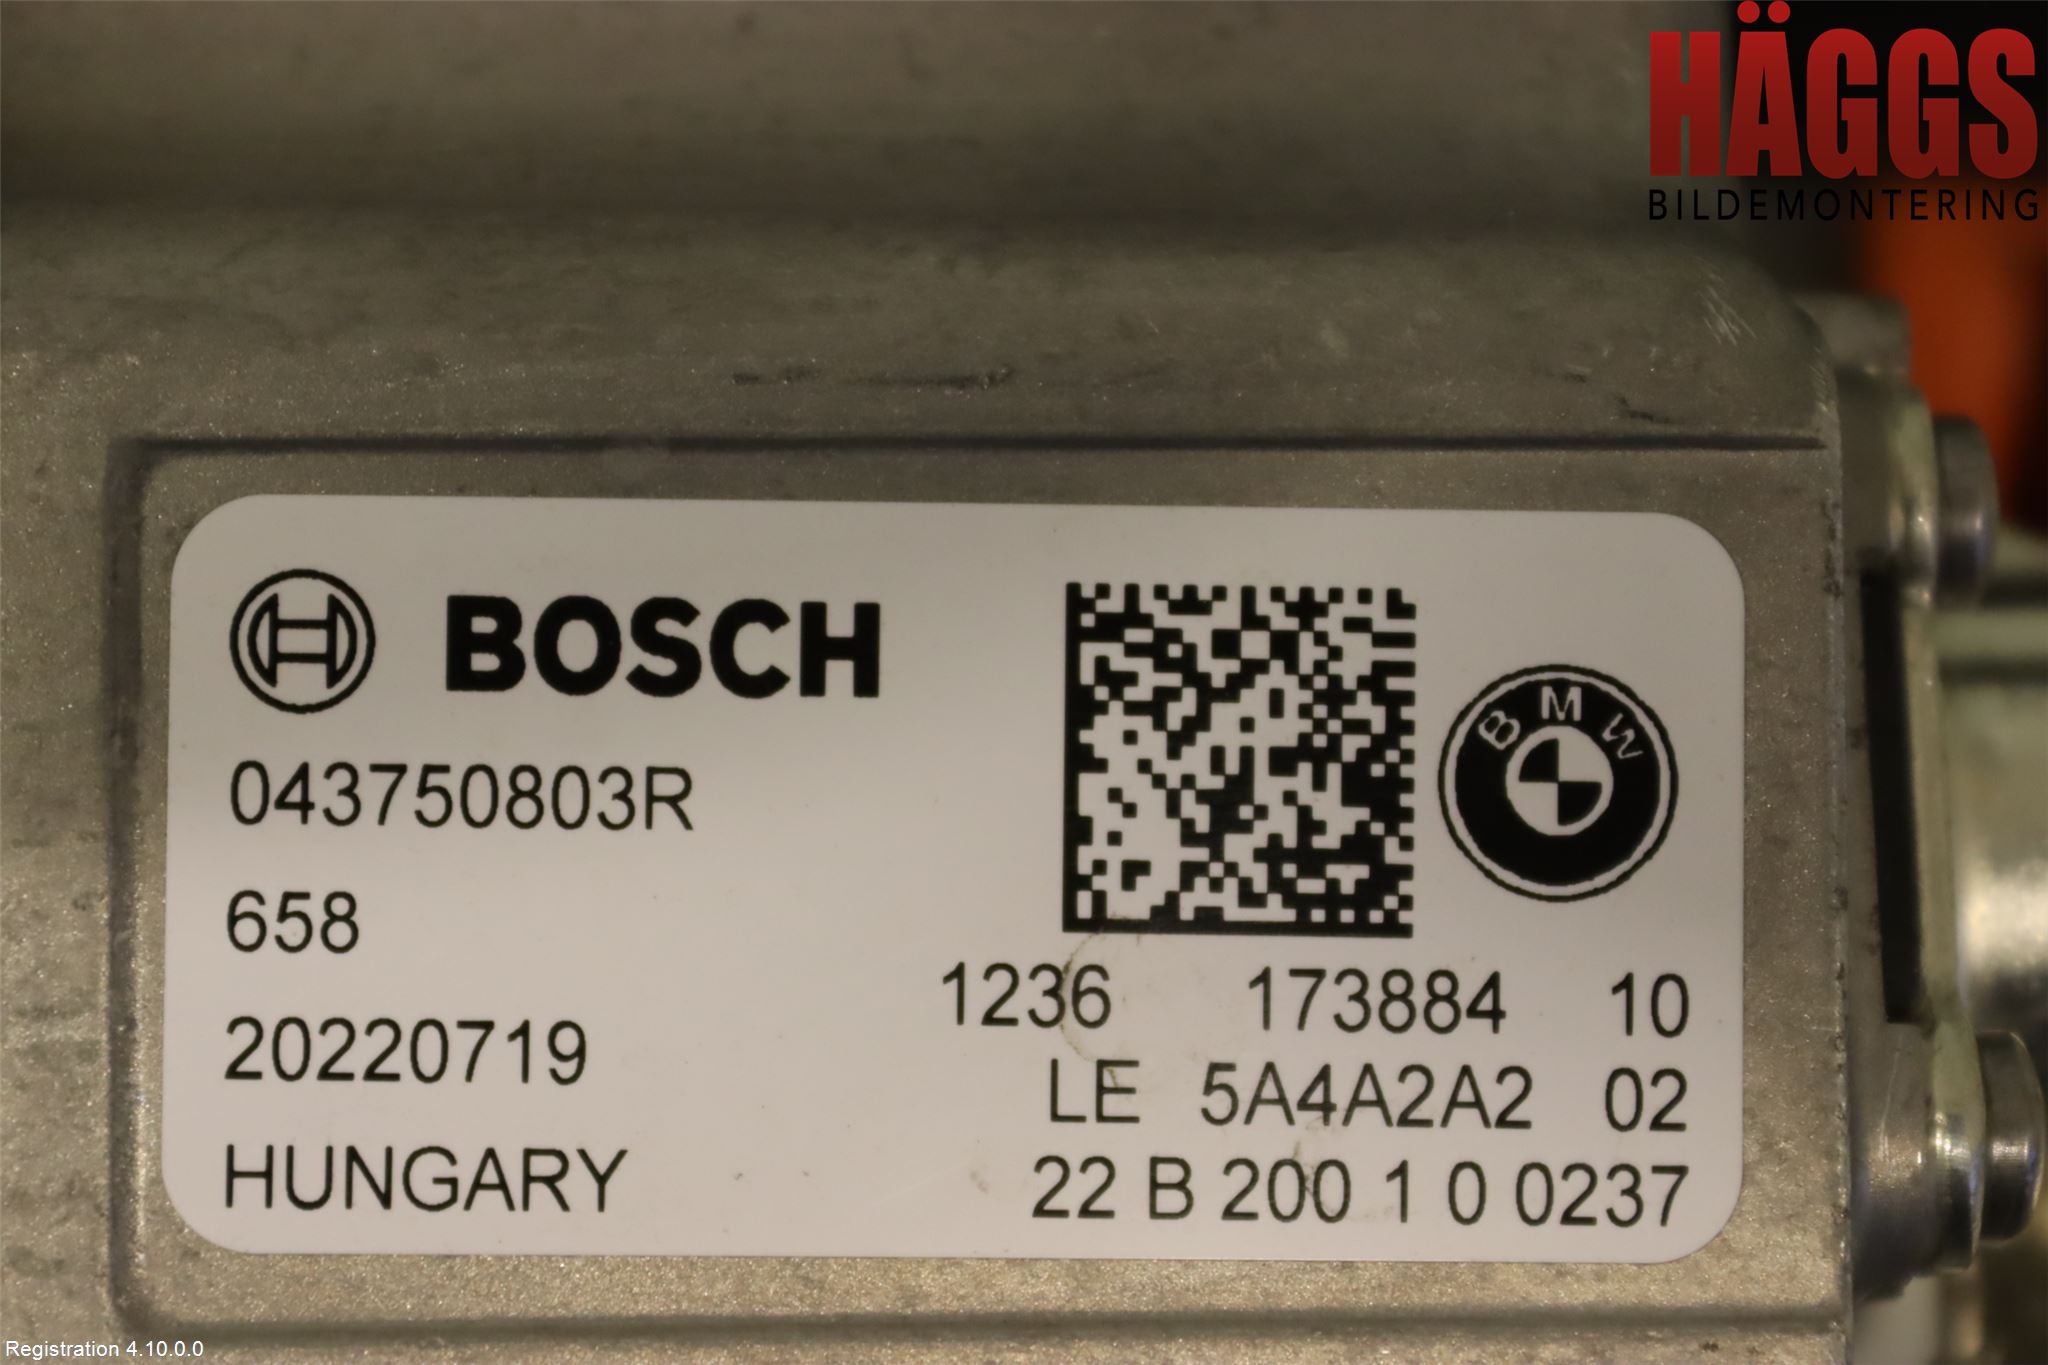 HÄGGS
BILDEMONTERING
BOSCH
BMW
043750803R
658
1236 173884 10
20220719
LE 5A4A2A2 02
HUNGARY
22 B 200 1 0 0237
Registration 4.10.0.0